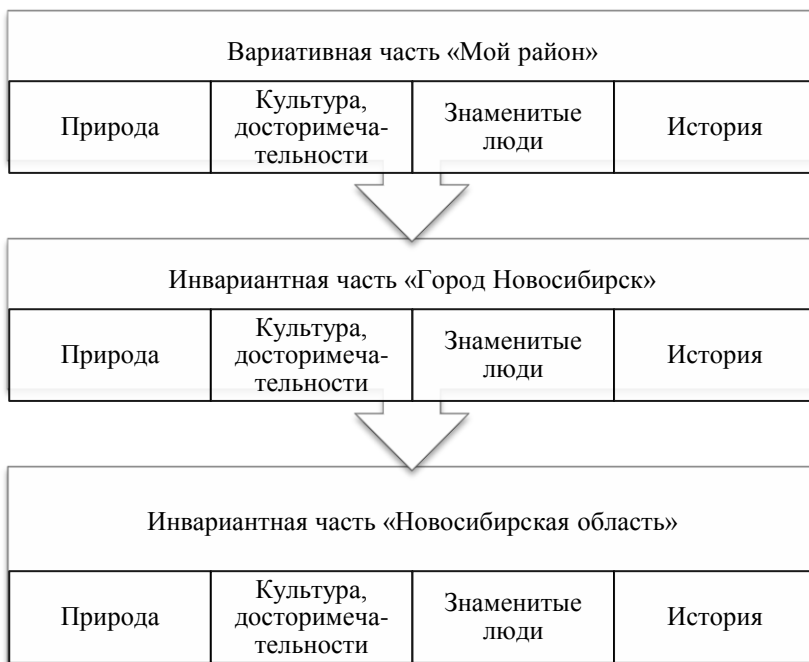 Вариативная часть «Мой район»
Природа
Культура,
досторимеча-
тельности
Знаменитые
люди
История
Инвариантная часть «Город Новосибирск»
Природа
Культура,
досторимеча-
тельности
Знаменитые
люди
История
Инвариантная часть «Новосибирская область»
Природа
Культура,
досторимеча-
тельности
Знаменитые
люди
История